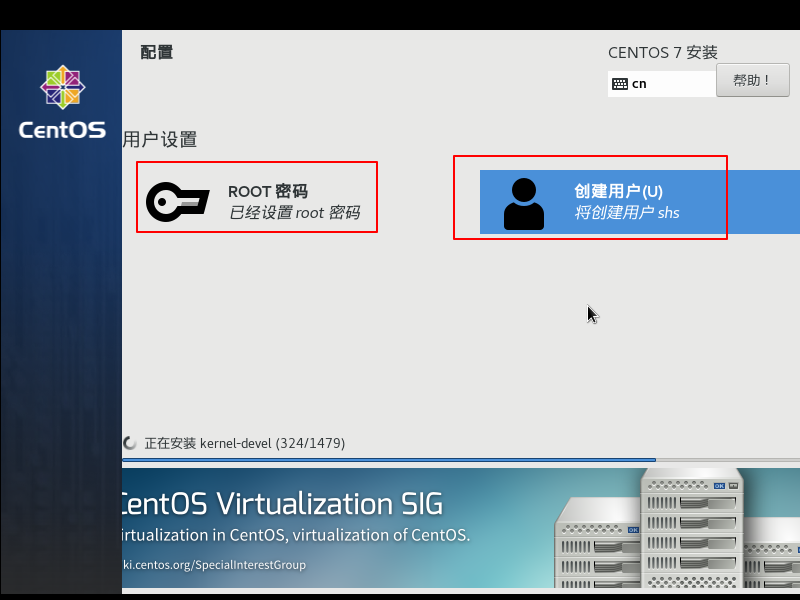 配置
CENTOS 7 安装
cn
帮助！
CentOS
用户设置
ROOT 密码
已经设置 root 密码
创建用户(U)
将创建用户 shs
正在安装 kernel-devel (324/1479)
CentOS Virtualization SIG
irtualization in CentOS, virtualization of CentOS.
ki.centos.org/SpecialInterestGroup